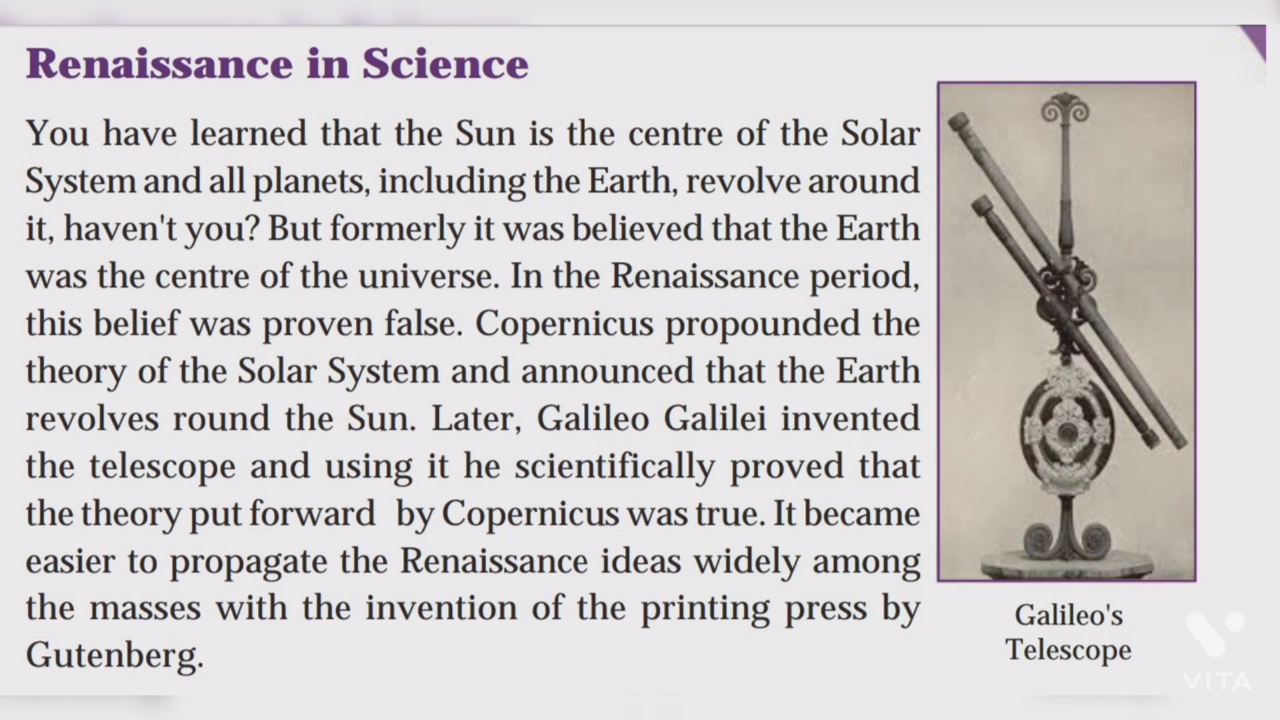 Renaissance in Science
You have learned that the Sun is the centre of the Solar
System and all planets, including the Earth, revolve around
it, haven't you? But formerly it was believed that the Earth
was the centre of the universe. In the Renaissance period,
this belief was proven false. Copernicus propounded the
theory of the Solar System and announced that the Earth
revolves round the Sun. Later, Galileo Galilei invented
the telescope and using it he scientifically proved that
the theory put forward by Copernicus was true. It became
easier to propagate the Renaissance ideas widely among
the masses with the invention of the printing press by
Gutenberg.
Galileo's
Telescope
VITA